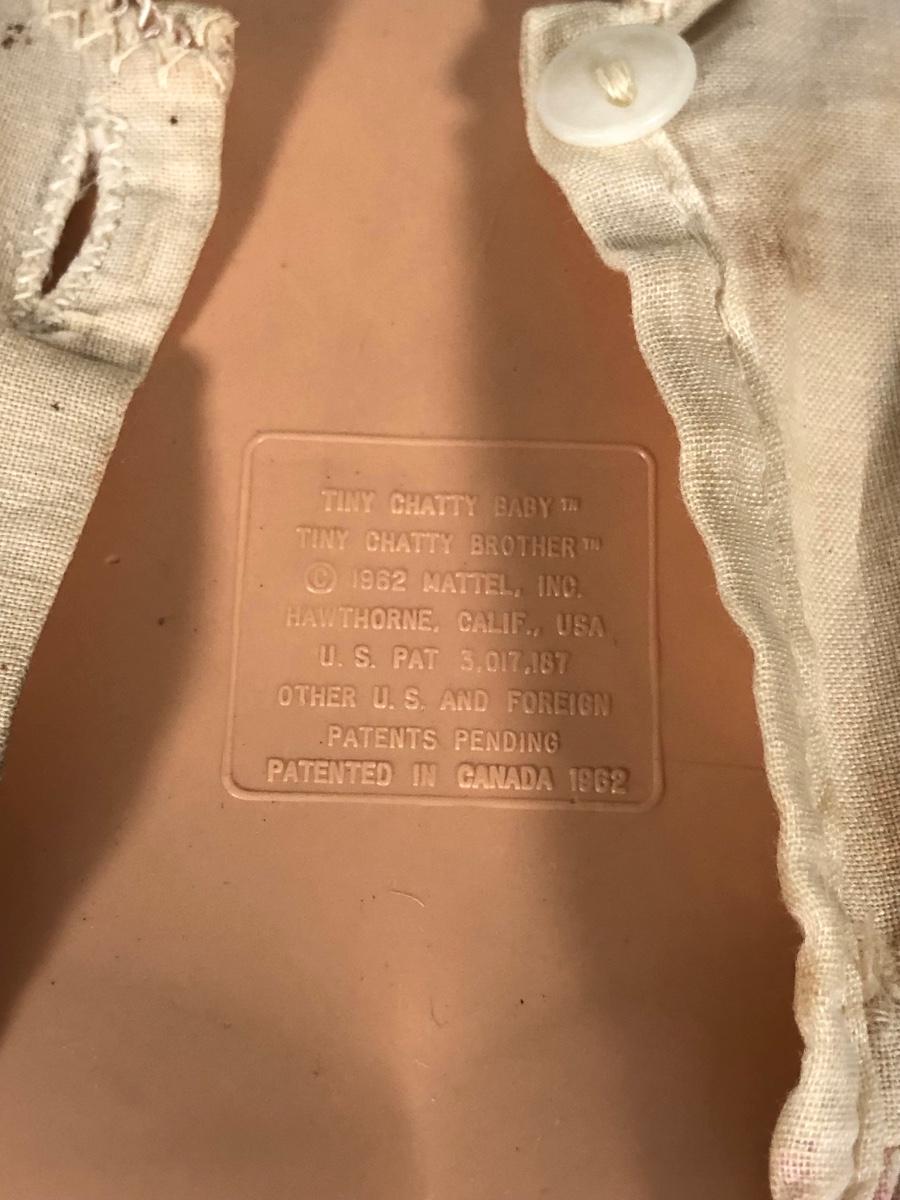 TINY CHATTY BABY™
TINY CHATTY BROTHER™
© 1962 MATTEL, INC.
HAWTHORNE, CALIF., USA
U.S. PAT 3,017,187
OTHER U.S. AND FOREIGN
PATENTS PENDING
PATENTED IN CANADA 1962